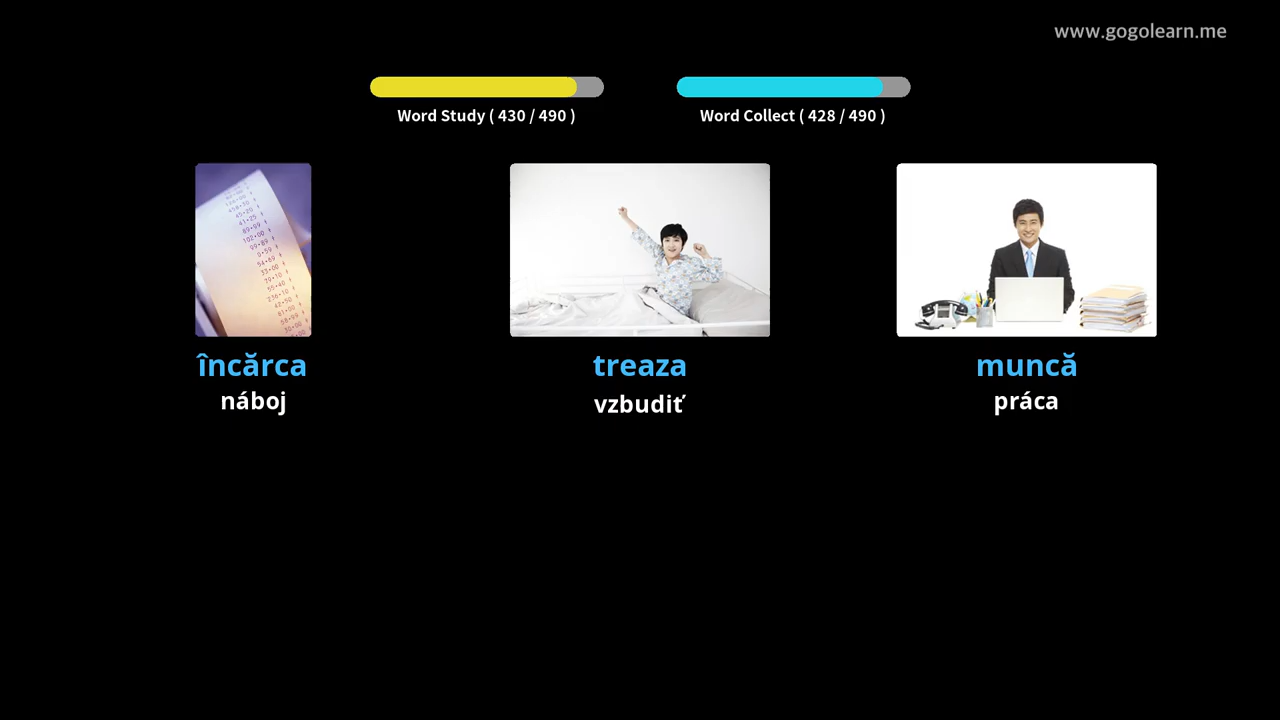 www.gogolearn.me
Word Study ( 430 / 490 )
Word Collect ( 428 / 490 )
încărca
treaza
muncă
náboj
vzbudiť
práca